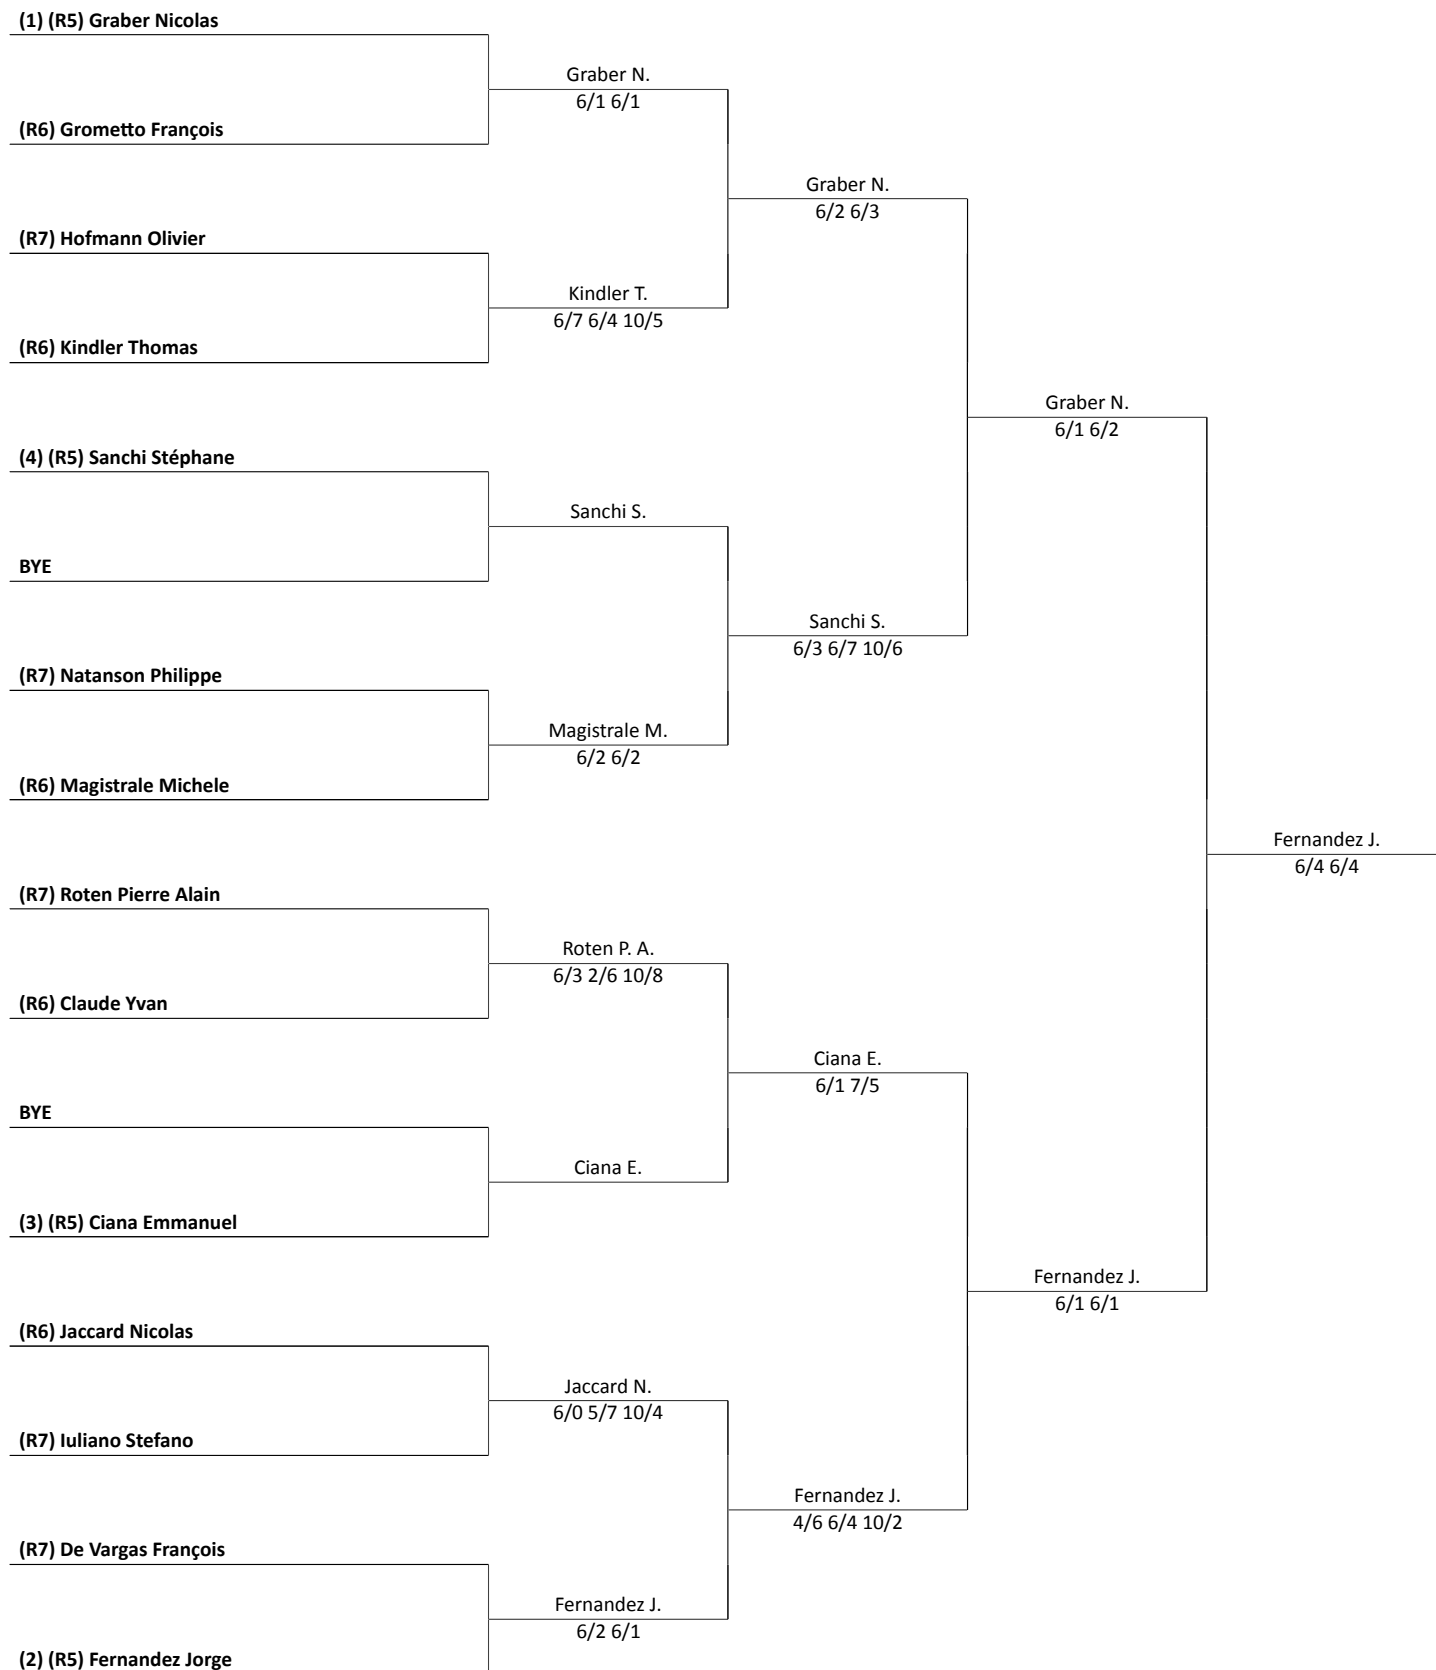 (1) (R5) Graber Nicolas
Graber N.
6/1 6/1
(R6) Grometto François
Graber N.
6/2 6/3
(R7) Hofmann Olivier
Kindler T.
6/7 6/4 10/5
(R6) Kindler Thomas
Graber N.
6/1 6/2
(4) (R5) Sanchi Stéphane
Sanchi S.
BYE
Sanchi S.
6/3 6/7 10/6
(R7) Natanson Philippe
Magistrale M.
6/2 6/2
(R6) Magistrale Michele
Fernandez J.
6/4 6/4
(R7) Roten Pierre Alain
Roten P. A.
6/3 2/6 10/8
(R6) Claude Yvan
Ciana E.
6/1 7/5
BYE
Ciana E.
(3) (R5) Ciana Emmanuel
Fernandez J.
6/1 6/1
(R6) Jaccard Nicolas
Jaccard N.
6/0 5/7 10/4
(R7) Iuliano Stefano
Fernandez J.
4/6 6/4 10/2
(R7) De Vargas François
Fernandez J.
6/2 6/1
(2) (R5) Fernandez Jorge